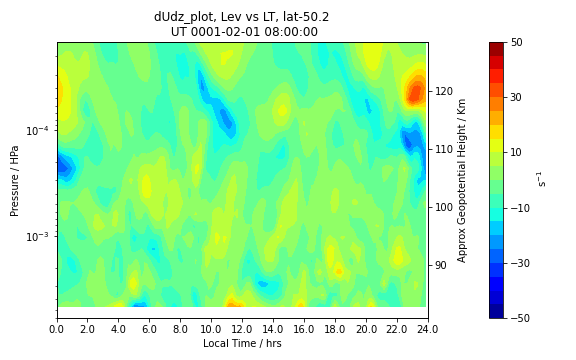 dUdz_plot, Lev vs LT, lat-50.2
UT 0001-02-01 08:00:00
Pressure / HPa
10⁻⁴
10⁻³
0.0 2.0 4.0 6.0 8.0 10.0 12.0 14.0 16.0 18.0 20.0 22.0 24.0
Local Time / hrs
120
110
100
90
Approx Geopotential Height / Km
50
30
10
−10
−30
−50
s⁻¹